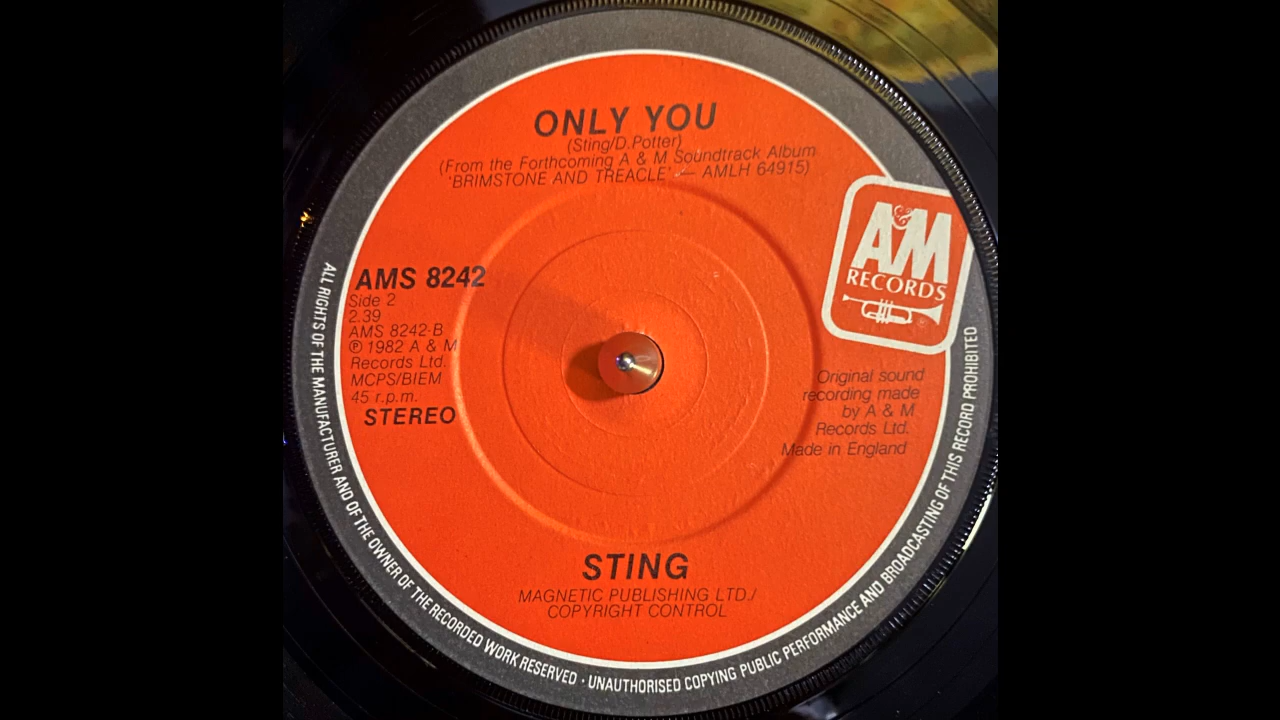 ONLY YOU
(Sting/D.Potter)
(From the Forthcoming A & M Soundtrack Album
'BRIMSTONE AND TREACLE' — AMLH 64915)
A&M
RECORDS
AMS 8242
Side 2
2.39
AMS 8242-B
℗ 1982 A & M
Records Ltd.
MCPS/BIEM
45 r.p.m.
STEREO
Original sound
recording made
by A & M
Records Ltd.
Made in England
STING
MAGNETIC PUBLISHING LTD./
COPYRIGHT CONTROL
ALL RIGHTS OF THE MANUFACTURER AND OF THE OWNER OF THE RECORDED WORK RESERVED · UNAUTHORISED COPYING PUBLIC PERFORMANCE AND BROADCASTING OF THIS RECORD PROHIBITED